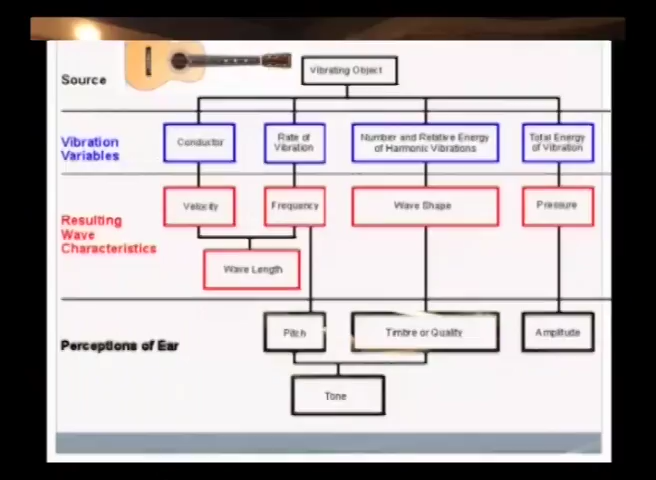 Source
Vibrating Object
Vibration
Variables
Conductor
Rate of
Vibration
Number and Relative Energy
of Harmonic Vibrations
Total Energy
of Vibration
Resulting
Wave
Characteristics
Velocity
Frequency
Wave Shape
Pressure
Wave Length
Perceptions of Ear
Pitch
Timbre or Quality
Amplitude
Tone